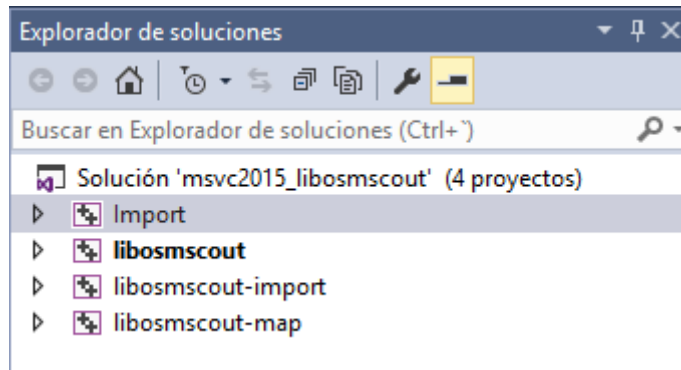 Explorador de soluciones
Buscar en Explorador de soluciones (Ctrl+`)
Solución 'msvc2015_libosmscout' (4 proyectos)
Import
libosmscout
libosmscout-import
libosmscout-map